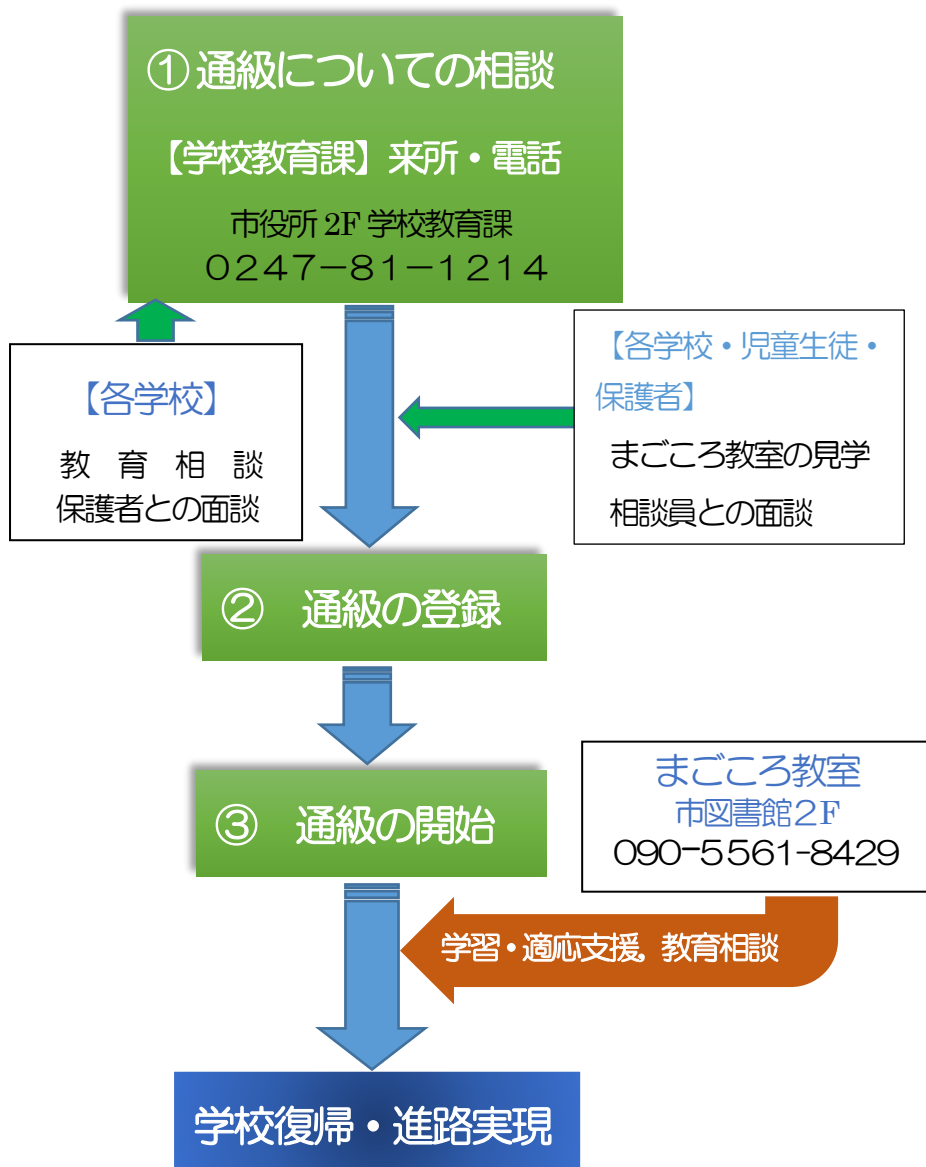 ①通級についての相談
【学校教育課】来所・電話
市役所2F 学校教育課
0247-81-1214
【各学校】
教育相談
保護者との面談
【各学校・児童生徒・
保護者】
まごころ教室の見学
相談員との面談
② 通級の登録
③ 通級の開始
まごころ教室
市図書館2F
090-5561-8429
学習・適応支援，教育相談
学校復帰・進路実現